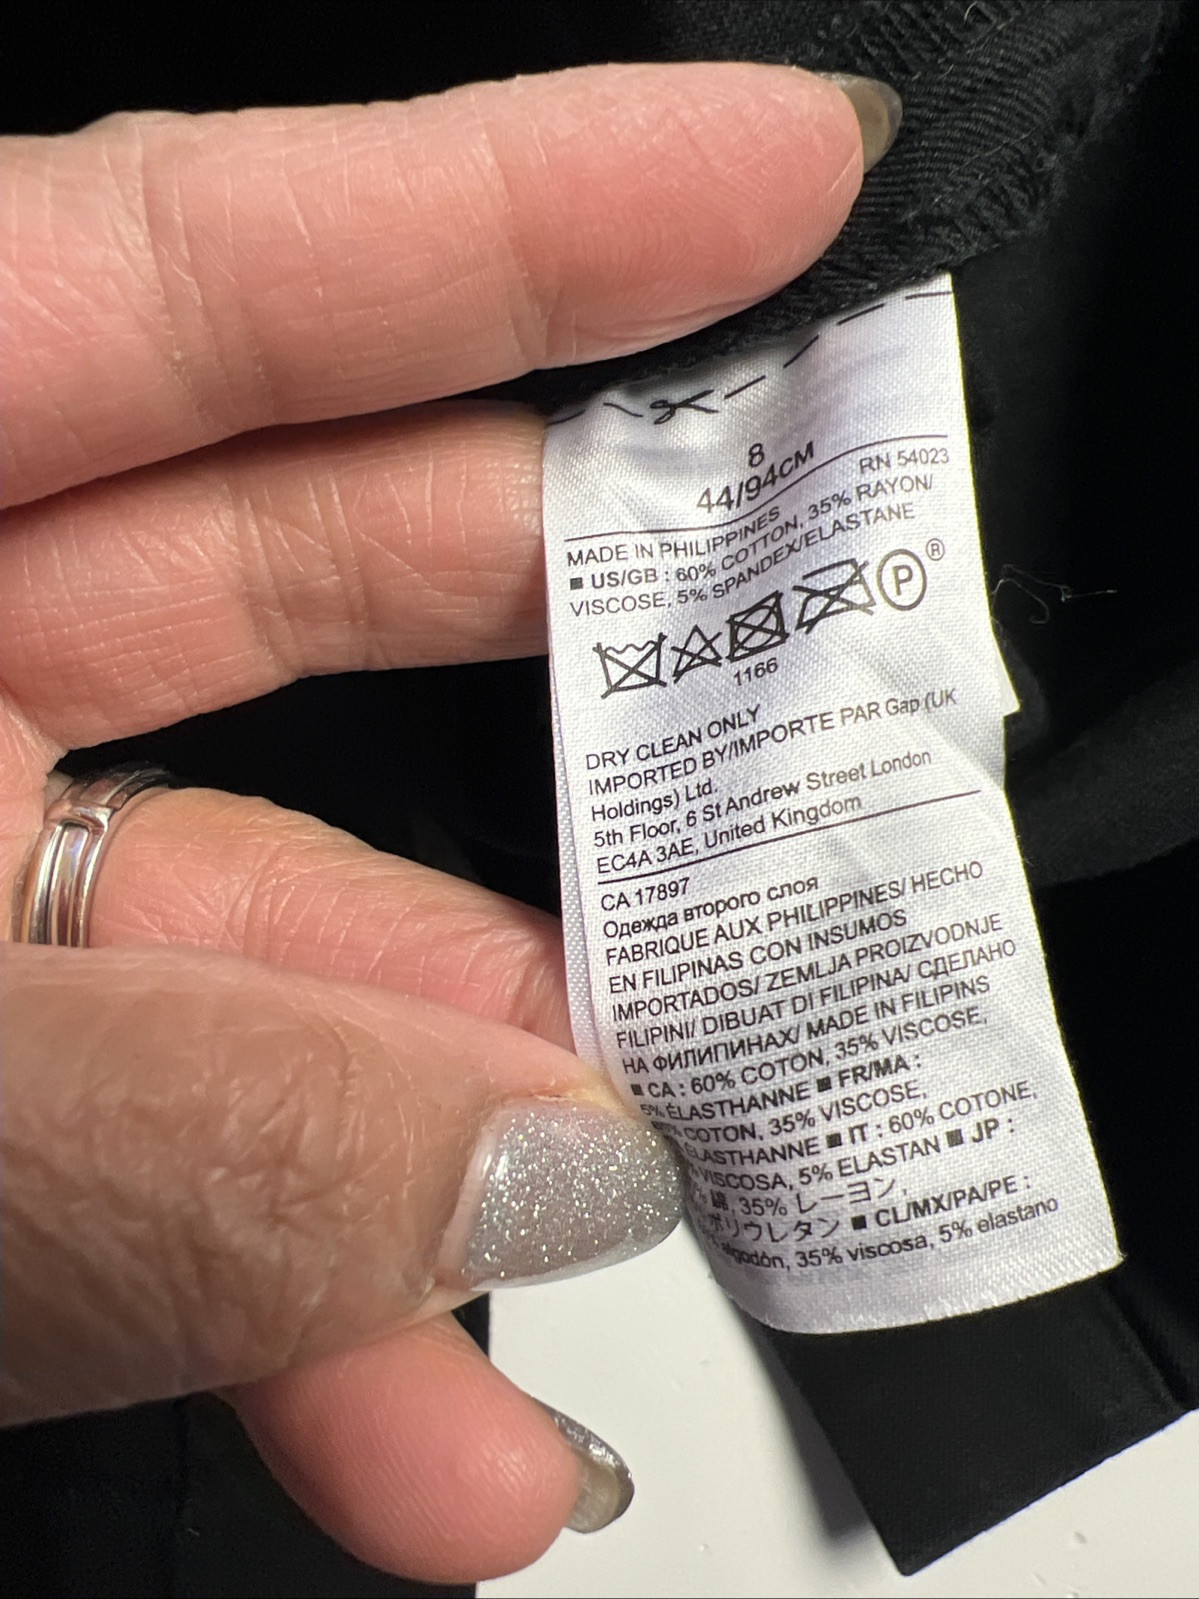 8
44/94CM
RN 54023
MADE IN PHILIPPINES
■ US/GB : 60% COTTON, 35% RAYON/
VISCOSE, 5% SPANDEX/ELASTANE
P ®
1166
DRY CLEAN ONLY
IMPORTED BY/IMPORTE PAR Gap (UK
Holdings) Ltd.
5th Floor, 6 St Andrew Street London
EC4A 3AE, United Kingdom
CA 17897
Одежда второго слоя
FABRIQUE AUX PHILIPPINES/ HECHO
EN FILIPINAS CON INSUMOS
IMPORTADOS/ ZEMLJA PROIZVODNJE
FILIPINI/ DIBUAT DI FILIPINA/ СДЕЛАНО
НА ФИЛИПИНАХ/ MADE IN FILIPINS
■ CA : 60% COTON, 35% VISCOSE,
5% ÉLASTHANNE ■ FR/MA :
COTON, 35% VISCOSE,
ÉLASTHANNE ■ IT : 60% COTONE,
VISCOSA, 5% ELASTAN ■ JP :
% 綿, 35% レーヨン,
ポリウレタン ■ CL/MX/PA/PE :
algodón, 35% viscosa, 5% elastano